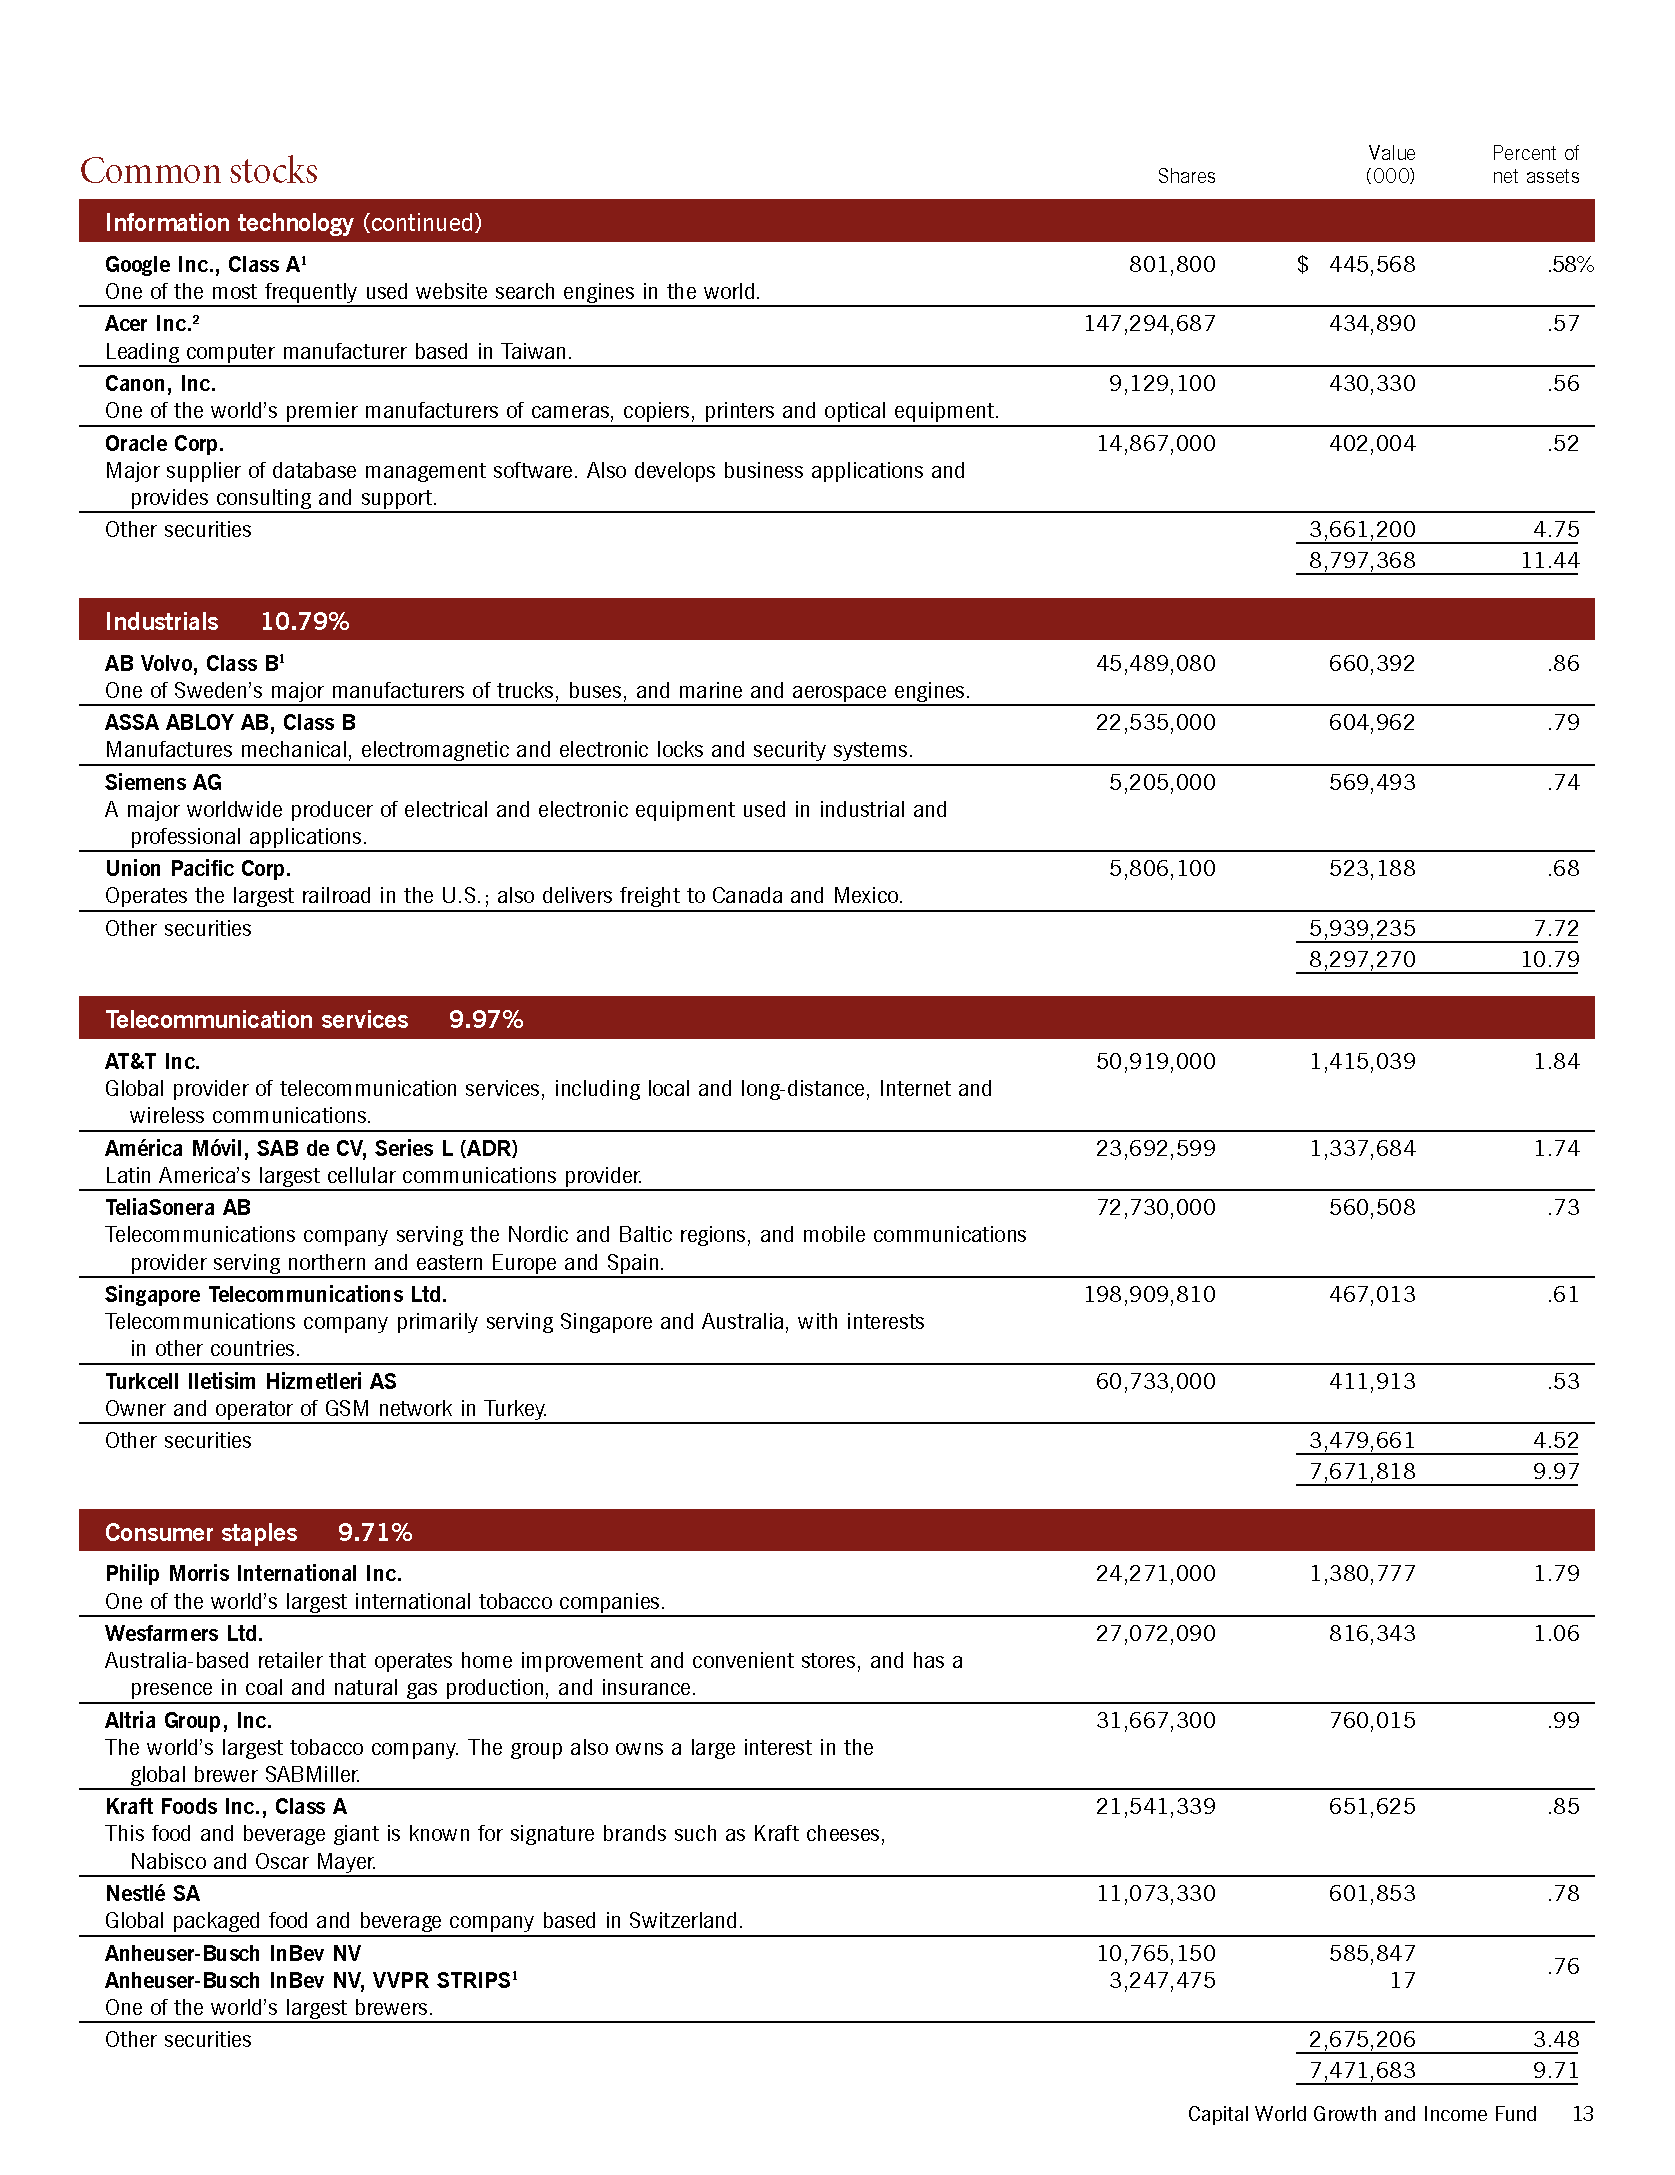 Common stocks Shares Value (000) Percent of net assets
Information technology (continued)
Google Inc., Class A¹ 801,800 $ 445,568 .58%
One of the most frequently used website search engines in the world.
Acer Inc.² 147,294,687 434,890 .57
Leading computer manufacturer based in Taiwan.
Canon, Inc. 9,129,100 430,330 .56
One of the world’s premier manufacturers of cameras, copiers, printers and optical equipment.
Oracle Corp. 14,867,000 402,004 .52
Major supplier of database management software. Also develops business applications and
provides consulting and support.
Other securities 3,661,200 4.75
8,797,368 11.44
Industrials 10.79%
AB Volvo, Class B¹ 45,489,080 660,392 .86
One of Sweden’s major manufacturers of trucks, buses, and marine and aerospace engines.
ASSA ABLOY AB, Class B 22,535,000 604,962 .79
Manufactures mechanical, electromagnetic and electronic locks and security systems.
Siemens AG 5,205,000 569,493 .74
A major worldwide producer of electrical and electronic equipment used in industrial and
professional applications.
Union Pacific Corp. 5,806,100 523,188 .68
Operates the largest railroad in the U.S.; also delivers freight to Canada and Mexico.
Other securities 5,939,235 7.72
8,297,270 10.79
Telecommunication services 9.97%
AT&T Inc. 50,919,000 1,415,039 1.84
Global provider of telecommunication services, including local and long-distance, Internet and
wireless communications.
América Móvil, SAB de CV, Series L (ADR) 23,692,599 1,337,684 1.74
Latin America’s largest cellular communications provider.
TeliaSonera AB 72,730,000 560,508 .73
Telecommunications company serving the Nordic and Baltic regions, and mobile communications
provider serving northern and eastern Europe and Spain.
Singapore Telecommunications Ltd. 198,909,810 467,013 .61
Telecommunications company primarily serving Singapore and Australia, with interests
in other countries.
Turkcell Iletisim Hizmetleri AS 60,733,000 411,913 .53
Owner and operator of GSM network in Turkey.
Other securities 3,479,661 4.52
7,671,818 9.97
Consumer staples 9.71%
Philip Morris International Inc. 24,271,000 1,380,777 1.79
One of the world’s largest international tobacco companies.
Wesfarmers Ltd. 27,072,090 816,343 1.06
Australia-based retailer that operates home improvement and convenient stores, and has a
presence in coal and natural gas production, and insurance.
Altria Group, Inc. 31,667,300 760,015 .99
The world’s largest tobacco company. The group also owns a large interest in the
global brewer SABMiller.
Kraft Foods Inc., Class A 21,541,339 651,625 .85
This food and beverage giant is known for signature brands such as Kraft cheeses,
Nabisco and Oscar Mayer.
Nestlé SA 11,073,330 601,853 .78
Global packaged food and beverage company based in Switzerland.
Anheuser-Busch InBev NV 10,765,150 585,847 .76
Anheuser-Busch InBev NV, VVPR STRIPS¹ 3,247,475 17
One of the world’s largest brewers.
Other securities 2,675,206 3.48
7,471,683 9.71
Capital World Growth and Income Fund 13